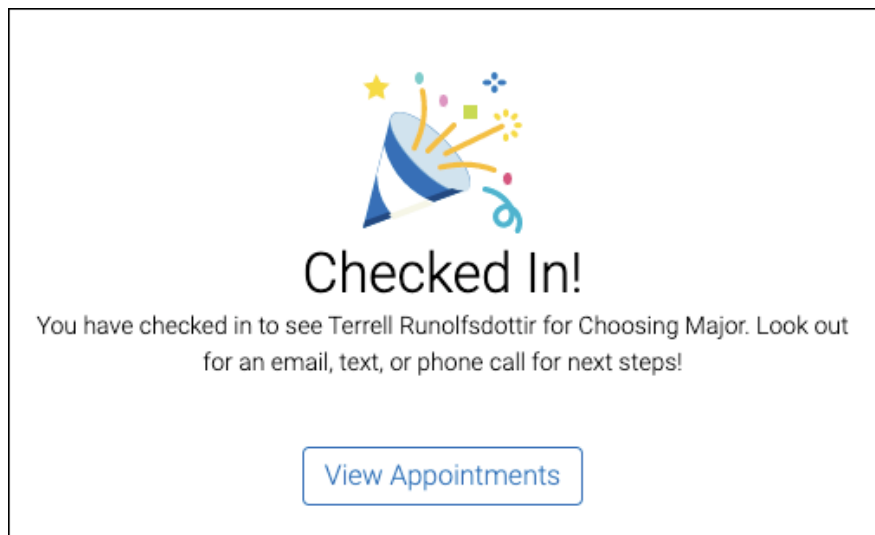 Checked In!
You have checked in to see Terrell Runolfsdottir for Choosing Major. Look out
for an email, text, or phone call for next steps!
View Appointments